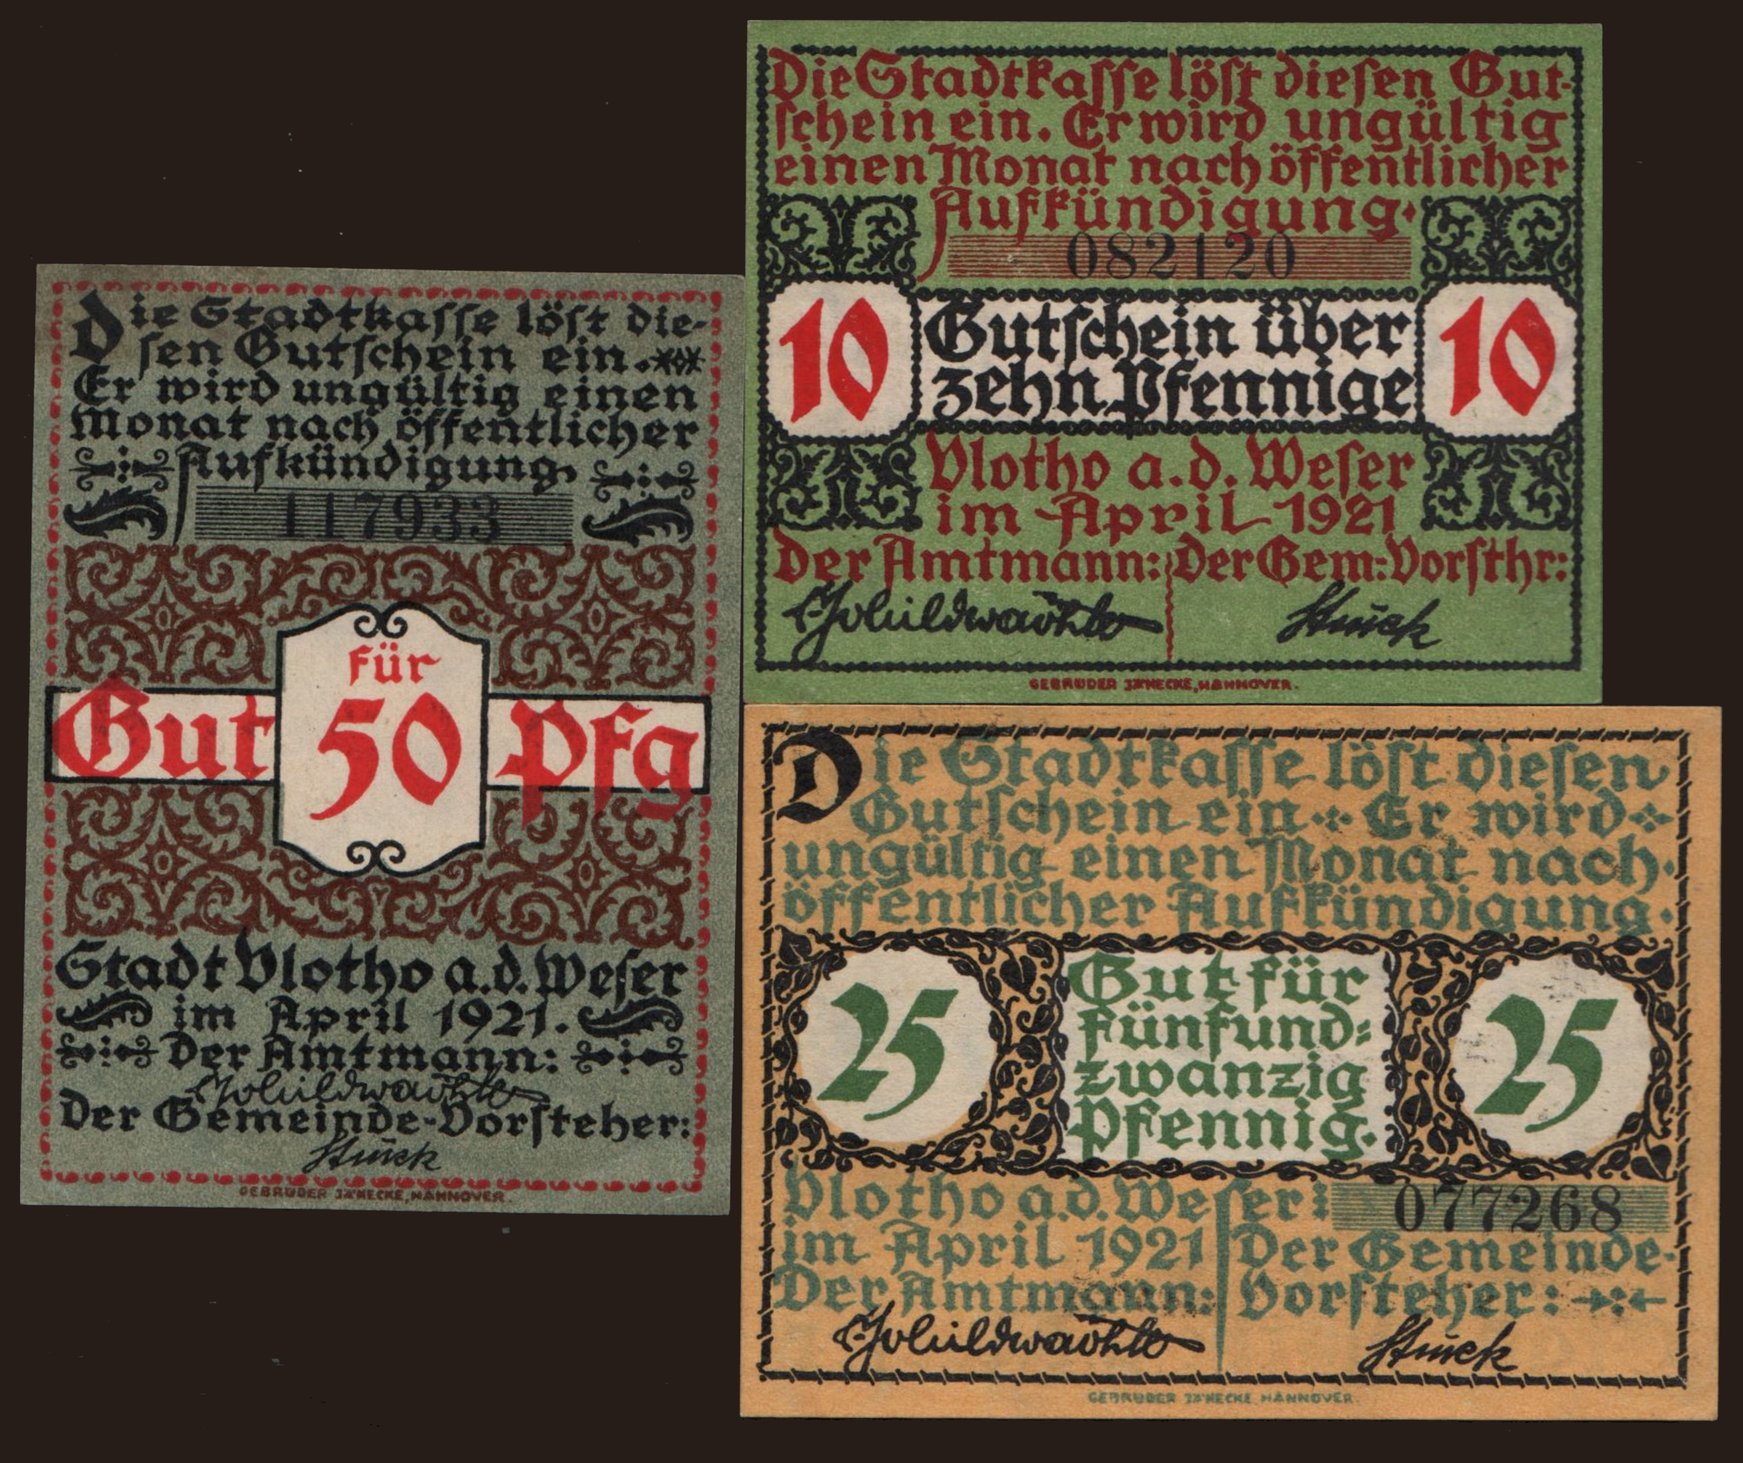 Die Stadtkasse löst die-
sen Gutschein ein.
Er wird ungültig einen
Monat nach öffentlicher
Aufkündigung.
117933
für
Gut 50 Pfg
Stadt Vlotho a.d. Weser
im April 1921.
Der Amtmann:
Der Gemeinde-Vorsteher:
Stück
GEBRÜDER JÄNECKE, HANNOVER.
Die Stadtkasse löst diesen Gut-
schein ein. Er wird ungültig
einen Monat nach öffentlicher
Aufkündigung.
082120
10 Gutschein über 10
zehn Pfennige
Vlotho a.d. Weser
im April 1921
Der Amtmann: Der Gem:Vorsthr:
Stück
GEBRÜDER JÄNECKE, HANNOVER.
Die Stadtkasse löst diesen
Gutschein ein Er wird
ungültig einen Monat nach
öffentlicher Aufkündigung.
25 Gut für 25
fünfund-
zwanzig
Pfennig.
Vlotho a.d. Weser: 077268
im April 1921 Der Gemeinde-
Der Amtmann: Vorsteher:
Stück
GEBRÜDER JÄNECKE HANNOVER.